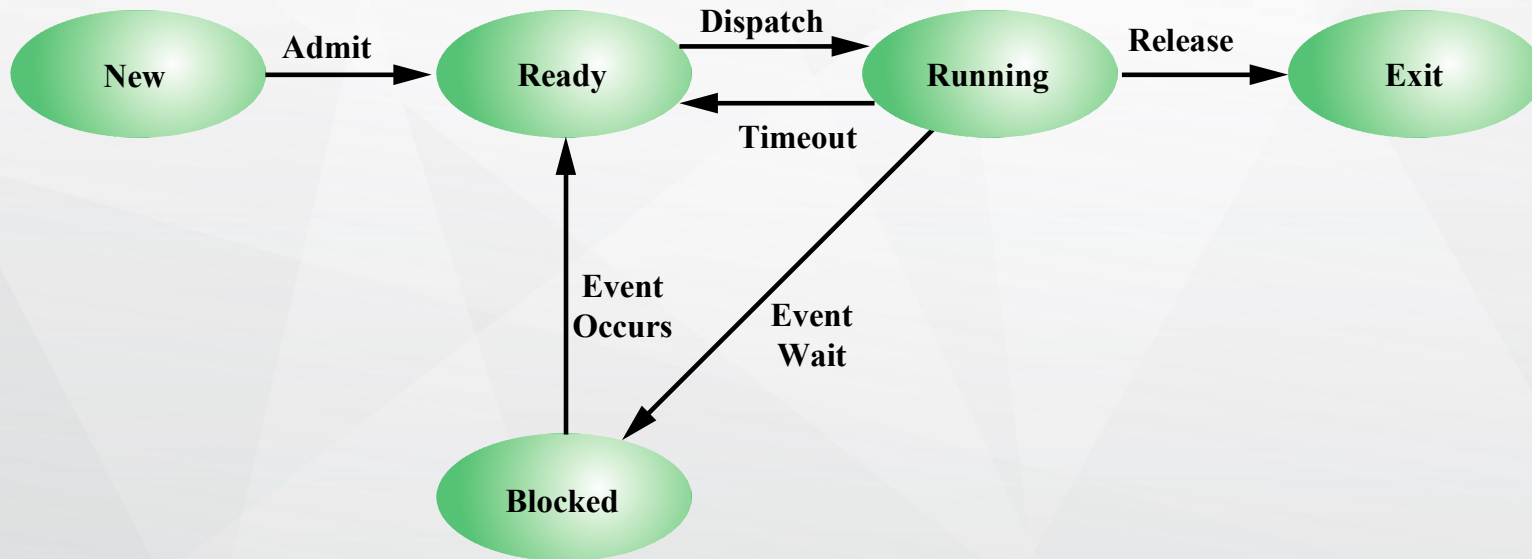 Dispatch
Admit
Release
New
Ready
Running
Exit
Timeout
Event
Occurs
Event
Wait
Blocked